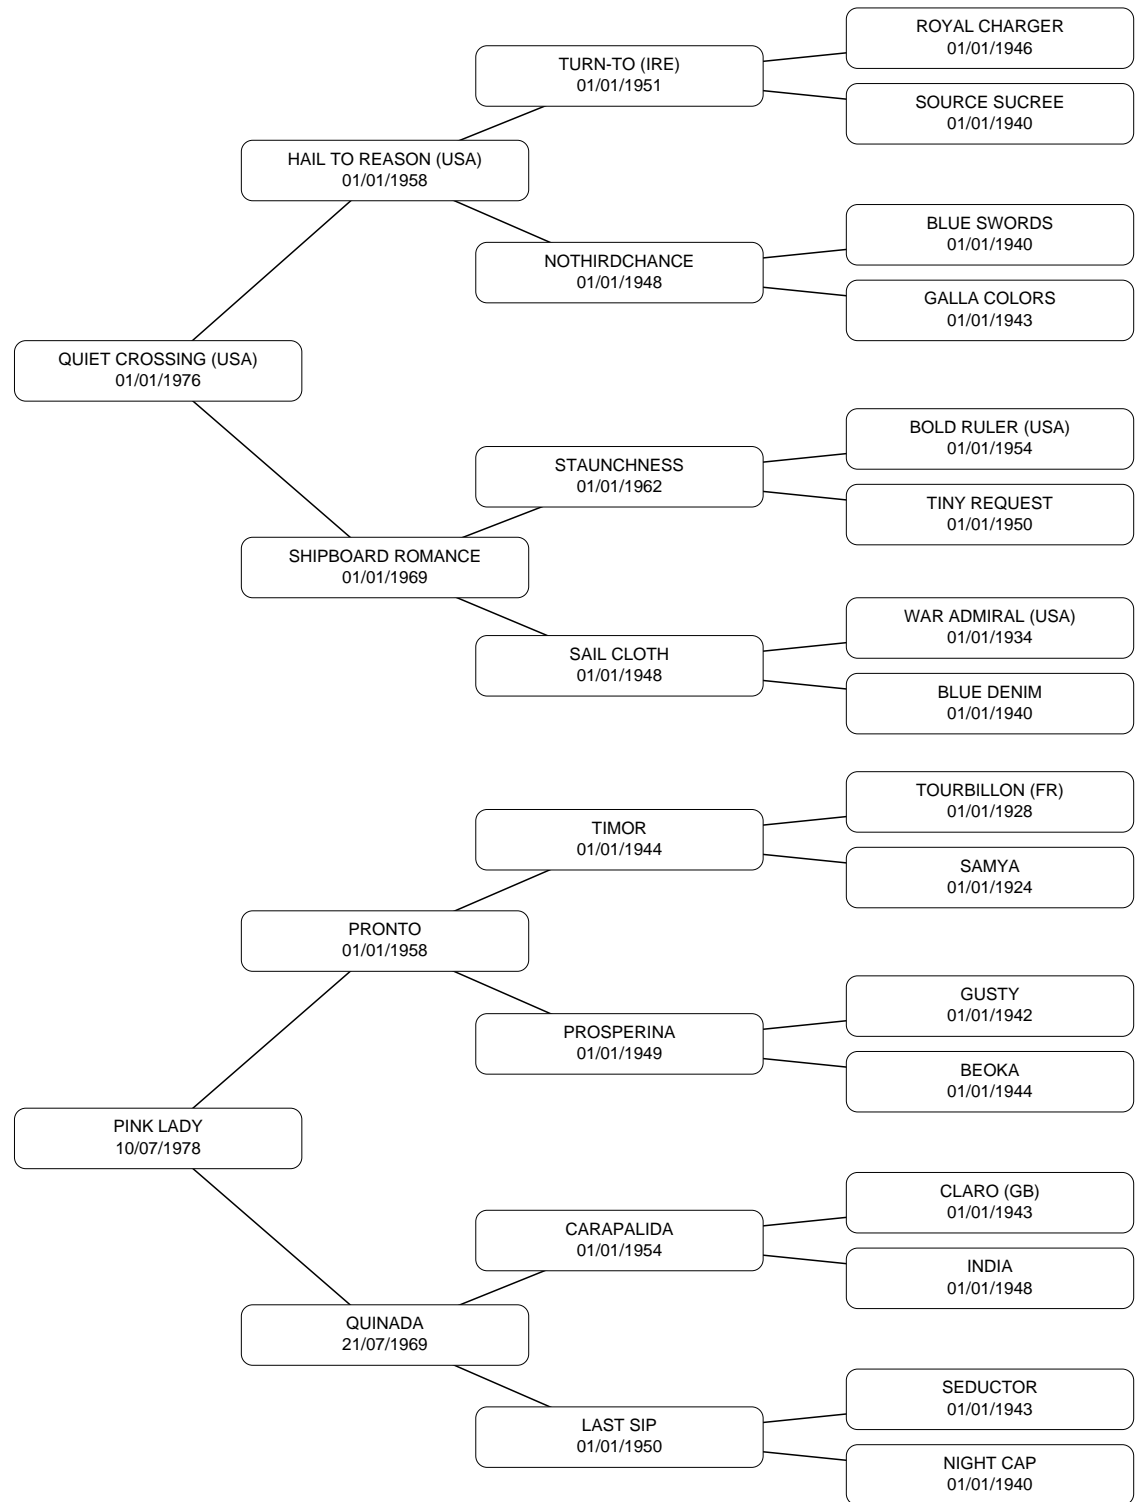 ROYAL CHARGER
01/01/1946
TURN-TO (IRE)
01/01/1951
SOURCE SUCREE
01/01/1940
HAIL TO REASON (USA)
01/01/1958
BLUE SWORDS
01/01/1940
NOTHIRDCHANCE
01/01/1948
GALLA COLORS
01/01/1943
QUIET CROSSING (USA)
01/01/1976
BOLD RULER (USA)
01/01/1954
STAUNCHNESS
01/01/1962
TINY REQUEST
01/01/1950
SHIPBOARD ROMANCE
01/01/1969
WAR ADMIRAL (USA)
01/01/1934
SAIL CLOTH
01/01/1948
BLUE DENIM
01/01/1940
TOURBILLON (FR)
01/01/1928
TIMOR
01/01/1944
SAMYA
01/01/1924
PRONTO
01/01/1958
GUSTY
01/01/1942
PROSPERINA
01/01/1949
BEOKA
01/01/1944
PINK LADY
10/07/1978
CLARO (GB)
01/01/1943
CARAPALIDA
01/01/1954
INDIA
01/01/1948
QUINADA
21/07/1969
SEDUCTOR
01/01/1943
LAST SIP
01/01/1950
NIGHT CAP
01/01/1940